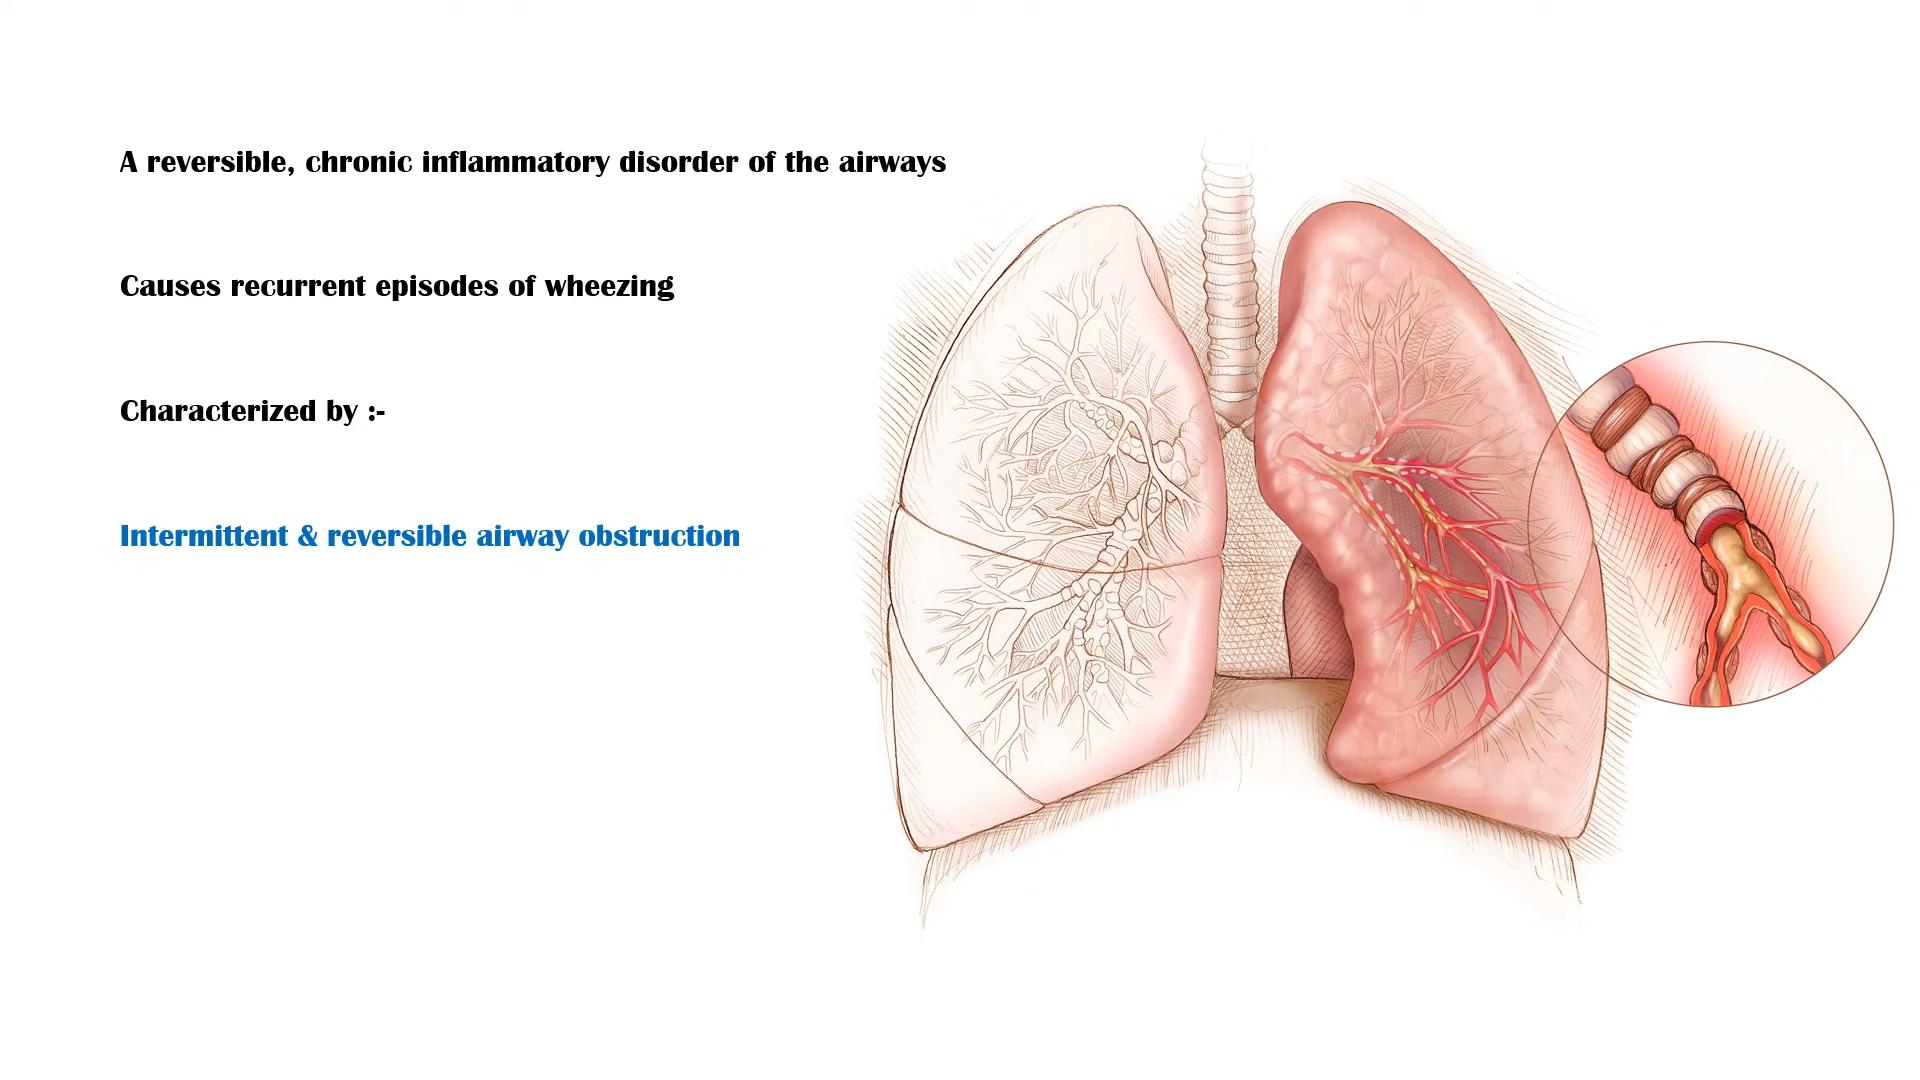 A reversible, chronic inflammatory disorder of the airways
Causes recurrent episodes of wheezing
Characterized by :-
Intermittent & reversible airway obstruction